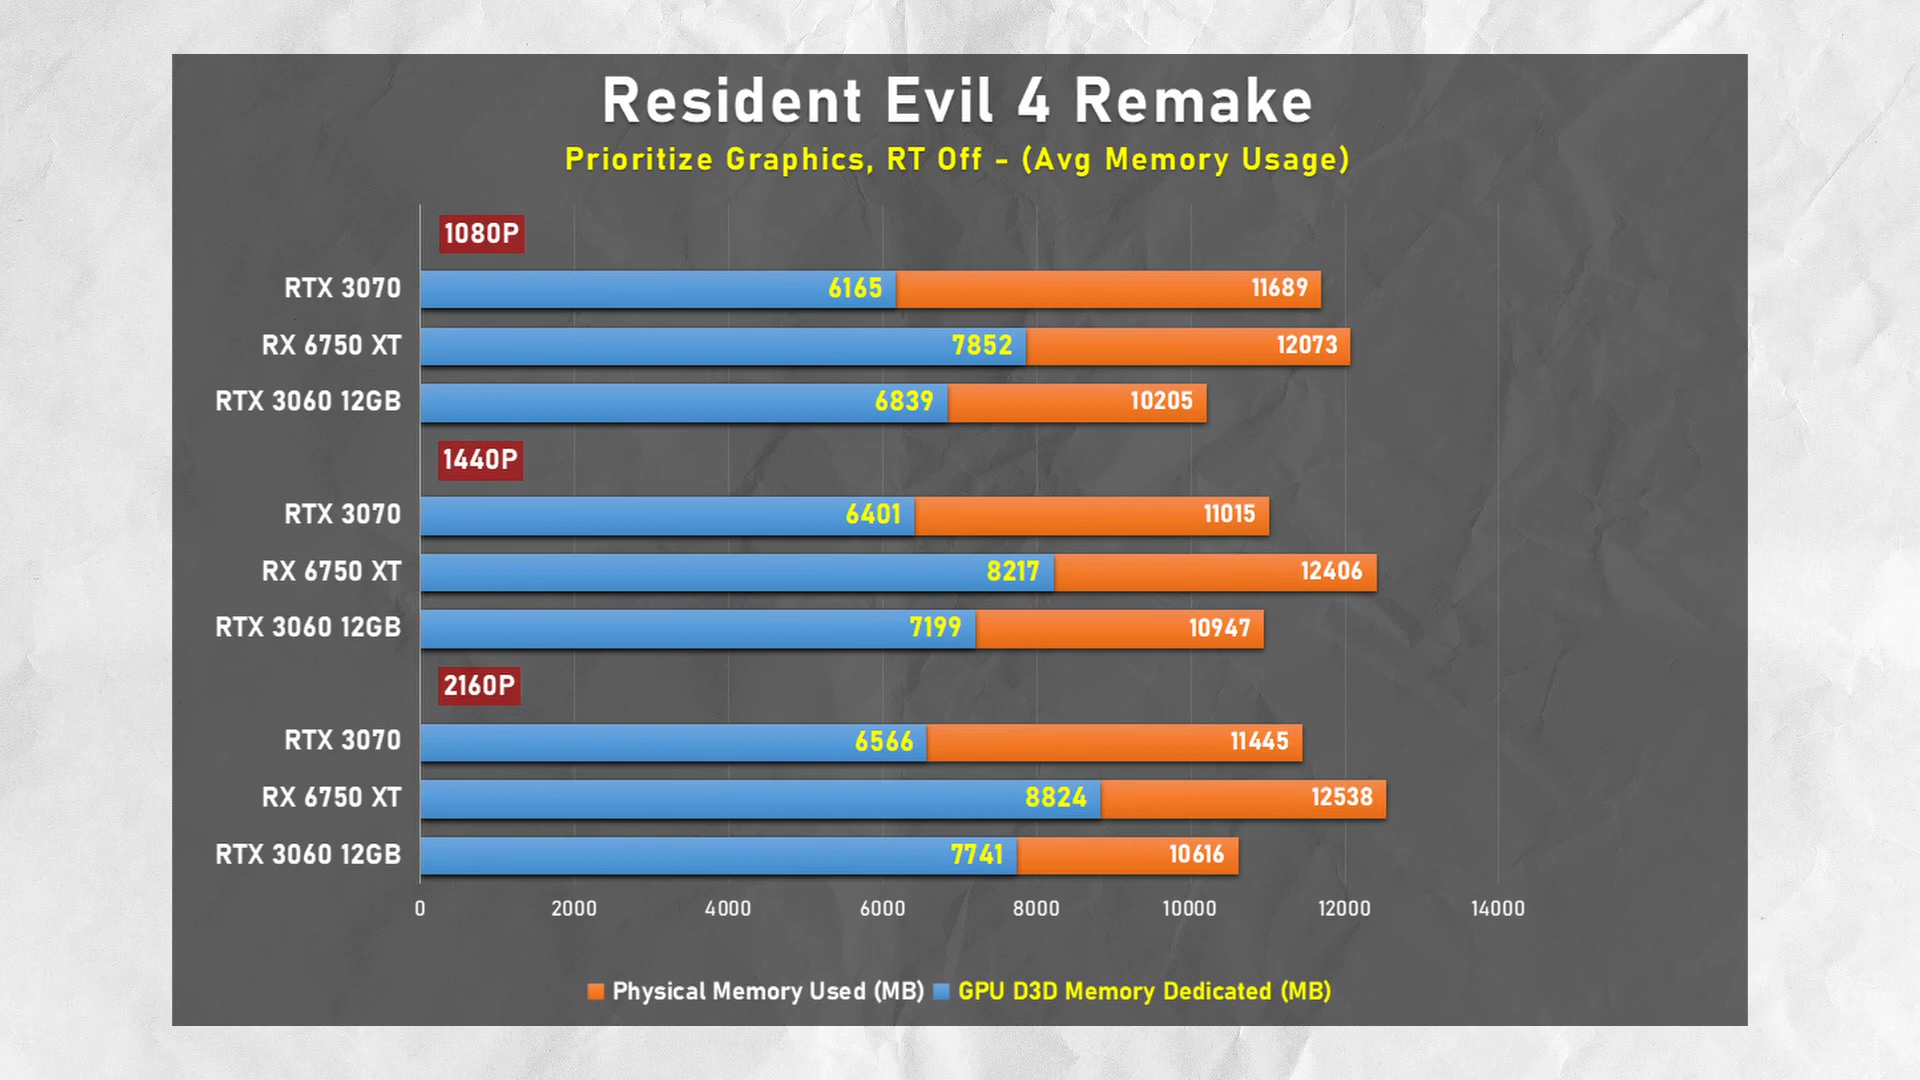 Resident Evil 4 Remake
Prioritize Graphics, RT Off - (Avg Memory Usage)
1080P
RTX 3070 6165 11689
RX 6750 XT 7852 12073
RTX 3060 12GB 6839 10205
1440P
RTX 3070 6401 11015
RX 6750 XT 8217 12406
RTX 3060 12GB 7199 10947
2160P
RTX 3070 6566 11445
RX 6750 XT 8824 12538
RTX 3060 12GB 7741 10616
0 2000 4000 6000 8000 10000 12000 14000
Physical Memory Used (MB) GPU D3D Memory Dedicated (MB)